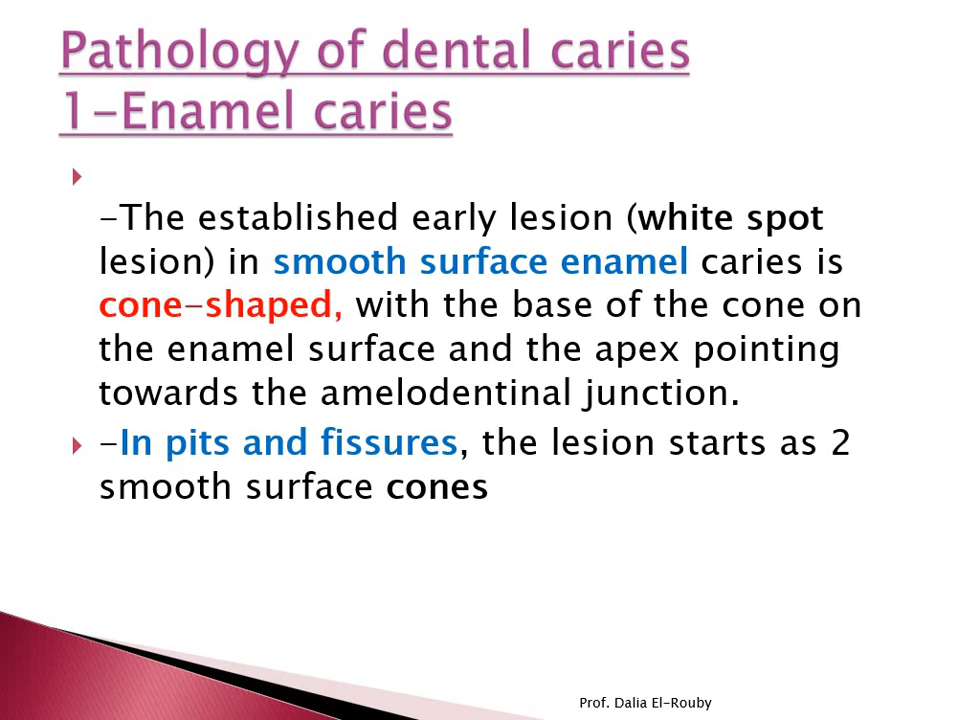 Pathology of dental caries
1-Enamel caries
-The established early lesion (white spot
lesion) in smooth surface enamel caries is
cone-shaped, with the base of the cone on
the enamel surface and the apex pointing
towards the amelodentinal junction.
-In pits and fissures, the lesion starts as 2
smooth surface cones
Prof. Dalia El-Rouby